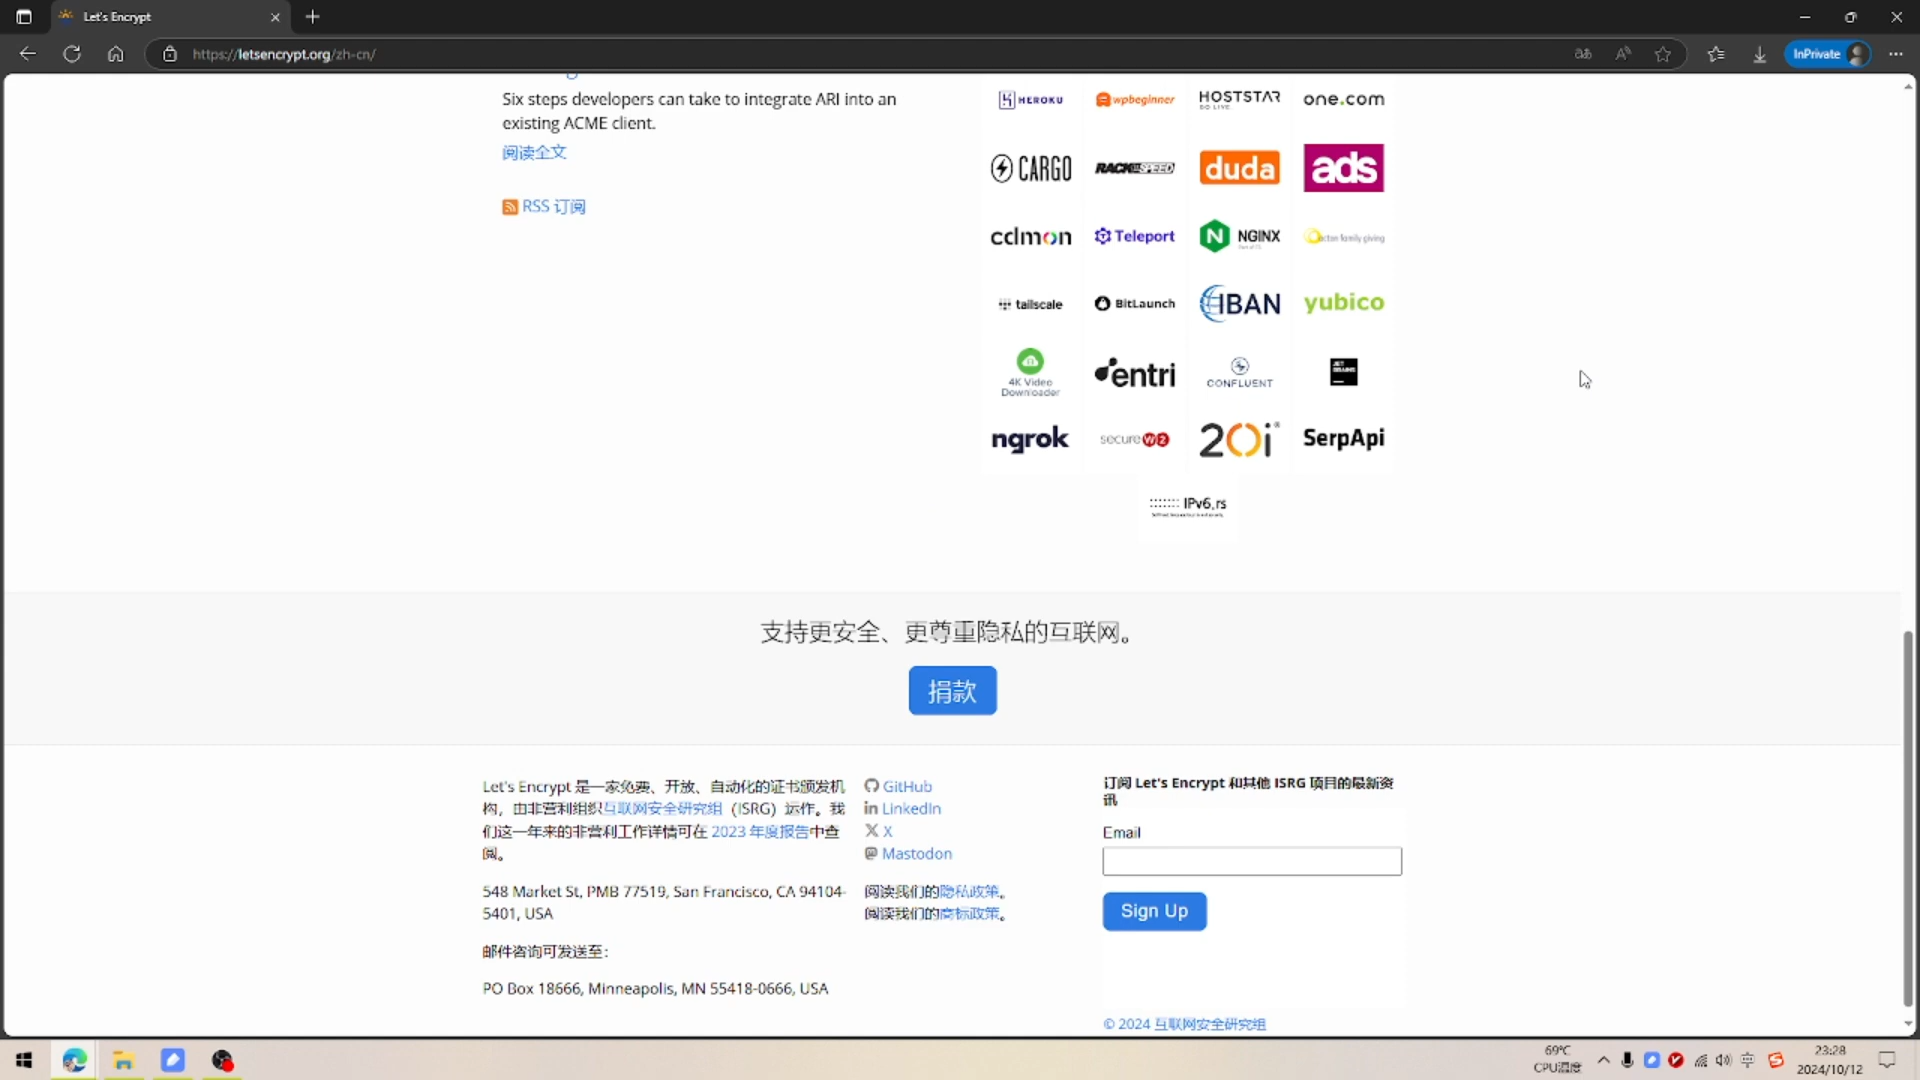 Let's Encrypt
https://letsencrypt.org/zh-cn/
InPrivate
Six steps developers can take to integrate ARI into an
existing ACME client.
阅读全文
RSS 订阅
HEROKU wpbeginner HOSTSTAR one.com
CARGO RACKSPEED duda ads
cdmon Teleport NGINX acton family giving
tailscale BitLaunch IBAN yubico
4K Video
Downloader
entri CONFLUENT JET
BRAINS
ngrok securew2 20i SerpApi
IPv6.rs
支持更安全、更尊重隐私的互联网。
捐款
Let's Encrypt 是一家免费、开放、自动化的证书颁发机
构，由非营利组织互联网安全研究组（ISRG）运作。我
们这一年来的非营利工作详情可在 2023 年度报告中查
阅。
548 Market St, PMB 77519, San Francisco, CA 94104-
5401, USA
邮件咨询可发送至：
PO Box 18666, Minneapolis, MN 55418-0666, USA
GitHub
LinkedIn
X
Mastodon
阅读我们的隐私政策。
阅读我们的商标政策。
订阅 Let's Encrypt 和其他 ISRG 项目的最新资
讯
Email
Sign Up
© 2024 互联网安全研究组
69℃
CPU温度
中
23:28
2024/10/12